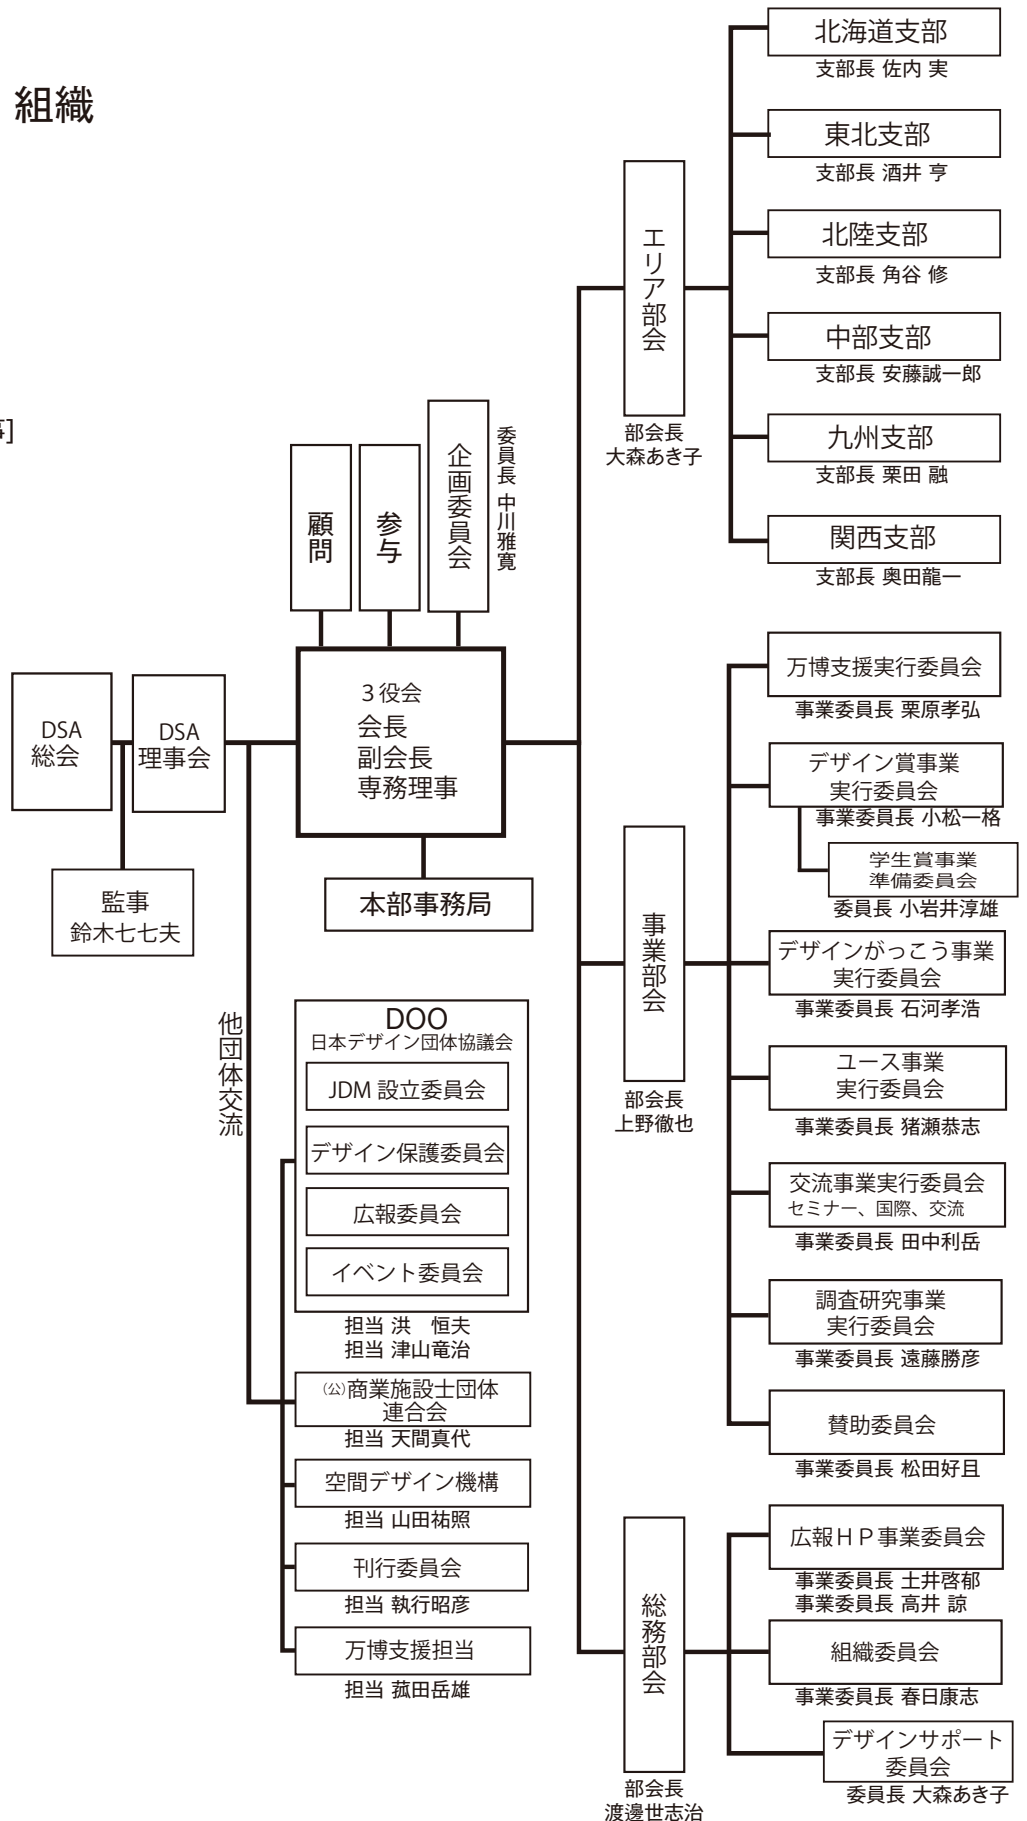 組織
事]
北海道支部
支部長 佐内 実
東北支部
支部長 酒井 亨
北陸支部
支部長 角谷 修
中部支部
支部長 安藤誠一郎
九州支部
支部長 栗田 融
関西支部
支部長 奥田龍一
エリア部会
部会長
大森あき子
顧問
参与
企画委員会
委員長 中川雅寛
DSA
総会
DSA
理事会
3役会
会長
副会長
専務理事
監事
鈴木七七夫
本部事務局
他団体交流
DOO
日本デザイン団体協議会
JDM 設立委員会
デザイン保護委員会
広報委員会
イベント委員会
担当 洪　恒夫
担当 津山竜治
(公)商業施設士団体
連合会
担当 天間真代
空間デザイン機構
担当 山田祐照
刊行委員会
担当 執行昭彦
万博支援担当
担当 菰田岳雄
事業部会
部会長
上野徹也
万博支援実行委員会
事業委員長 栗原孝弘
デザイン賞事業
実行委員会
事業委員長 小松一格
学生賞事業
準備委員会
委員長 小岩井淳雄
デザインがっこう事業
実行委員会
事業委員長 石河孝浩
ユース事業
実行委員会
事業委員長 猪瀬恭志
交流事業実行委員会
セミナー、国際、交流
事業委員長 田中利岳
調査研究事業
実行委員会
事業委員長 遠藤勝彦
賛助委員会
事業委員長 松田好且
総務部会
部会長
渡邊世志治
広報HP事業委員会
事業委員長 土井啓郁
事業委員長 高井 諒
組織委員会
事業委員長 春日康志
デザインサポート
委員会
委員長 大森あき子